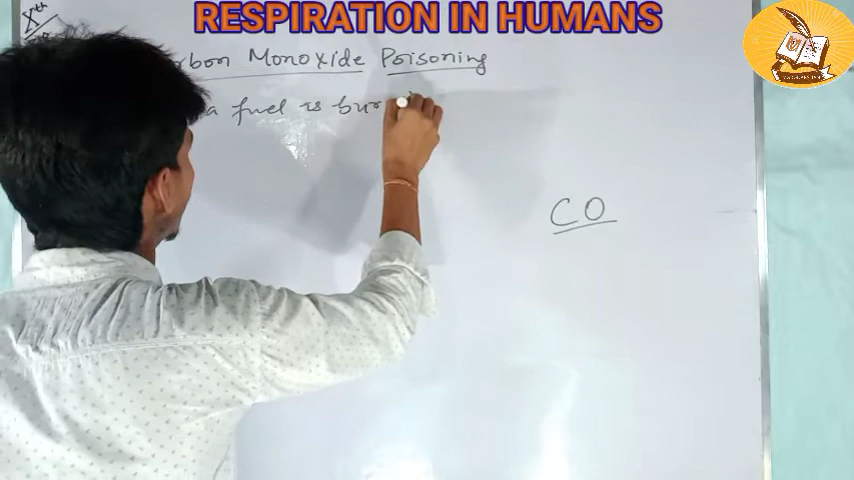 RESPIRATION IN HUMANS
Xth
rbon Monoxide Poisoning
a fuel is bur
CO